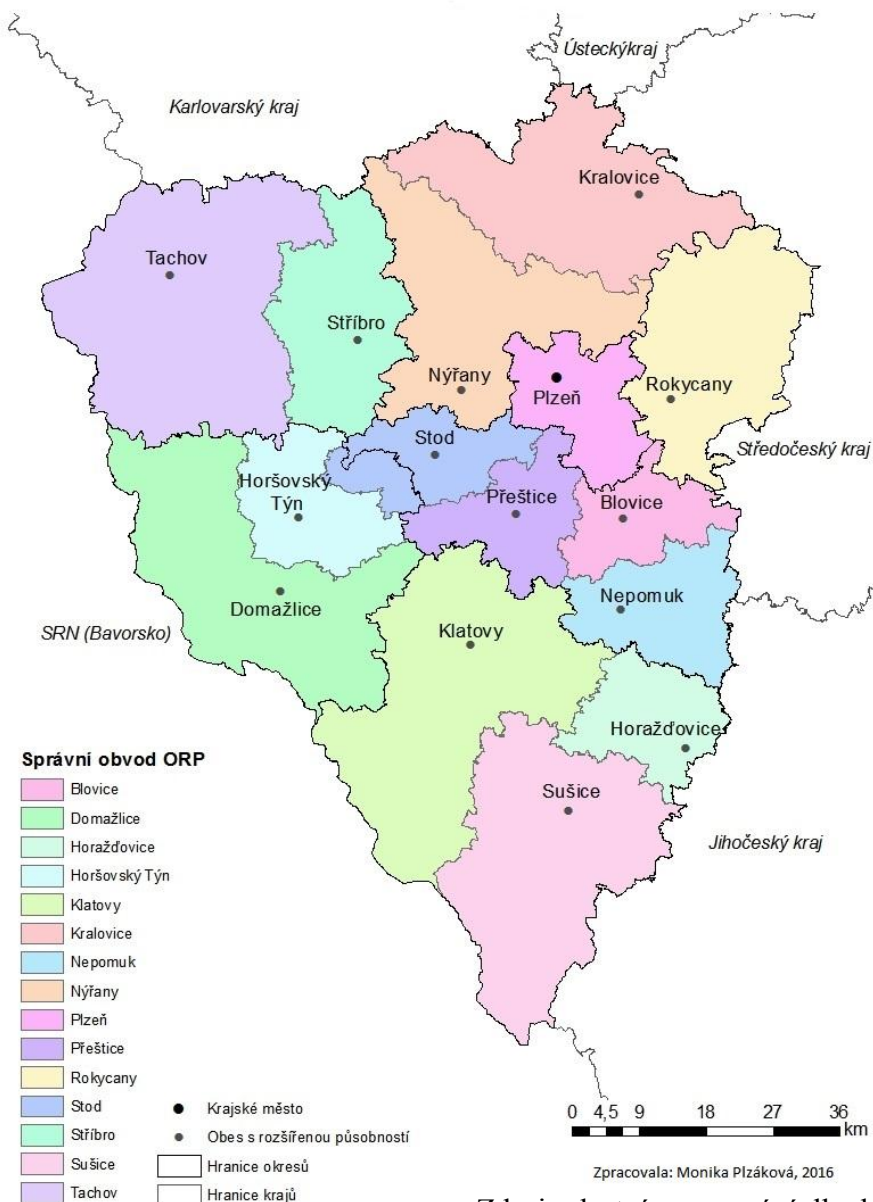 Ústeckýkraj
Karlovarský kraj
Kralovice
Tachov
Stříbro
Nýřany
Plzeň
Rokycany
Stod
Středočeský kraj
Horšovský
Týn
Přeštice
Blovice
Domažlice
Nepomuk
SRN (Bavorsko)
Klatovy
Horažďovice
Sušice
Jihočeský kraj
Správní obvod ORP
Blovice
Domažlice
Horažďovice
Horšovský Týn
Klatovy
Kralovice
Nepomuk
Nýřany
Plzeň
Přeštice
Rokycany
Stod
Stříbro
Sušice
Tachov
Krajské město
Obes s rozšířenou působností
Hranice okresů
Hranice krajů
0 4,5 9 18 27 36
km
Zpracovala: Monika Plzáková, 2016